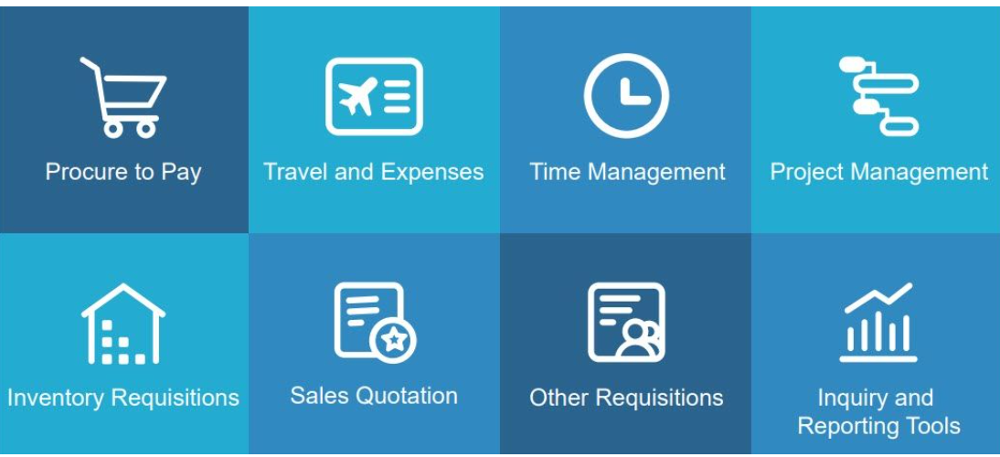 Procure to Pay
Travel and Expenses
Time Management
Project Management
Inventory Requisitions
Sales Quotation
Other Requisitions
Inquiry and
Reporting Tools